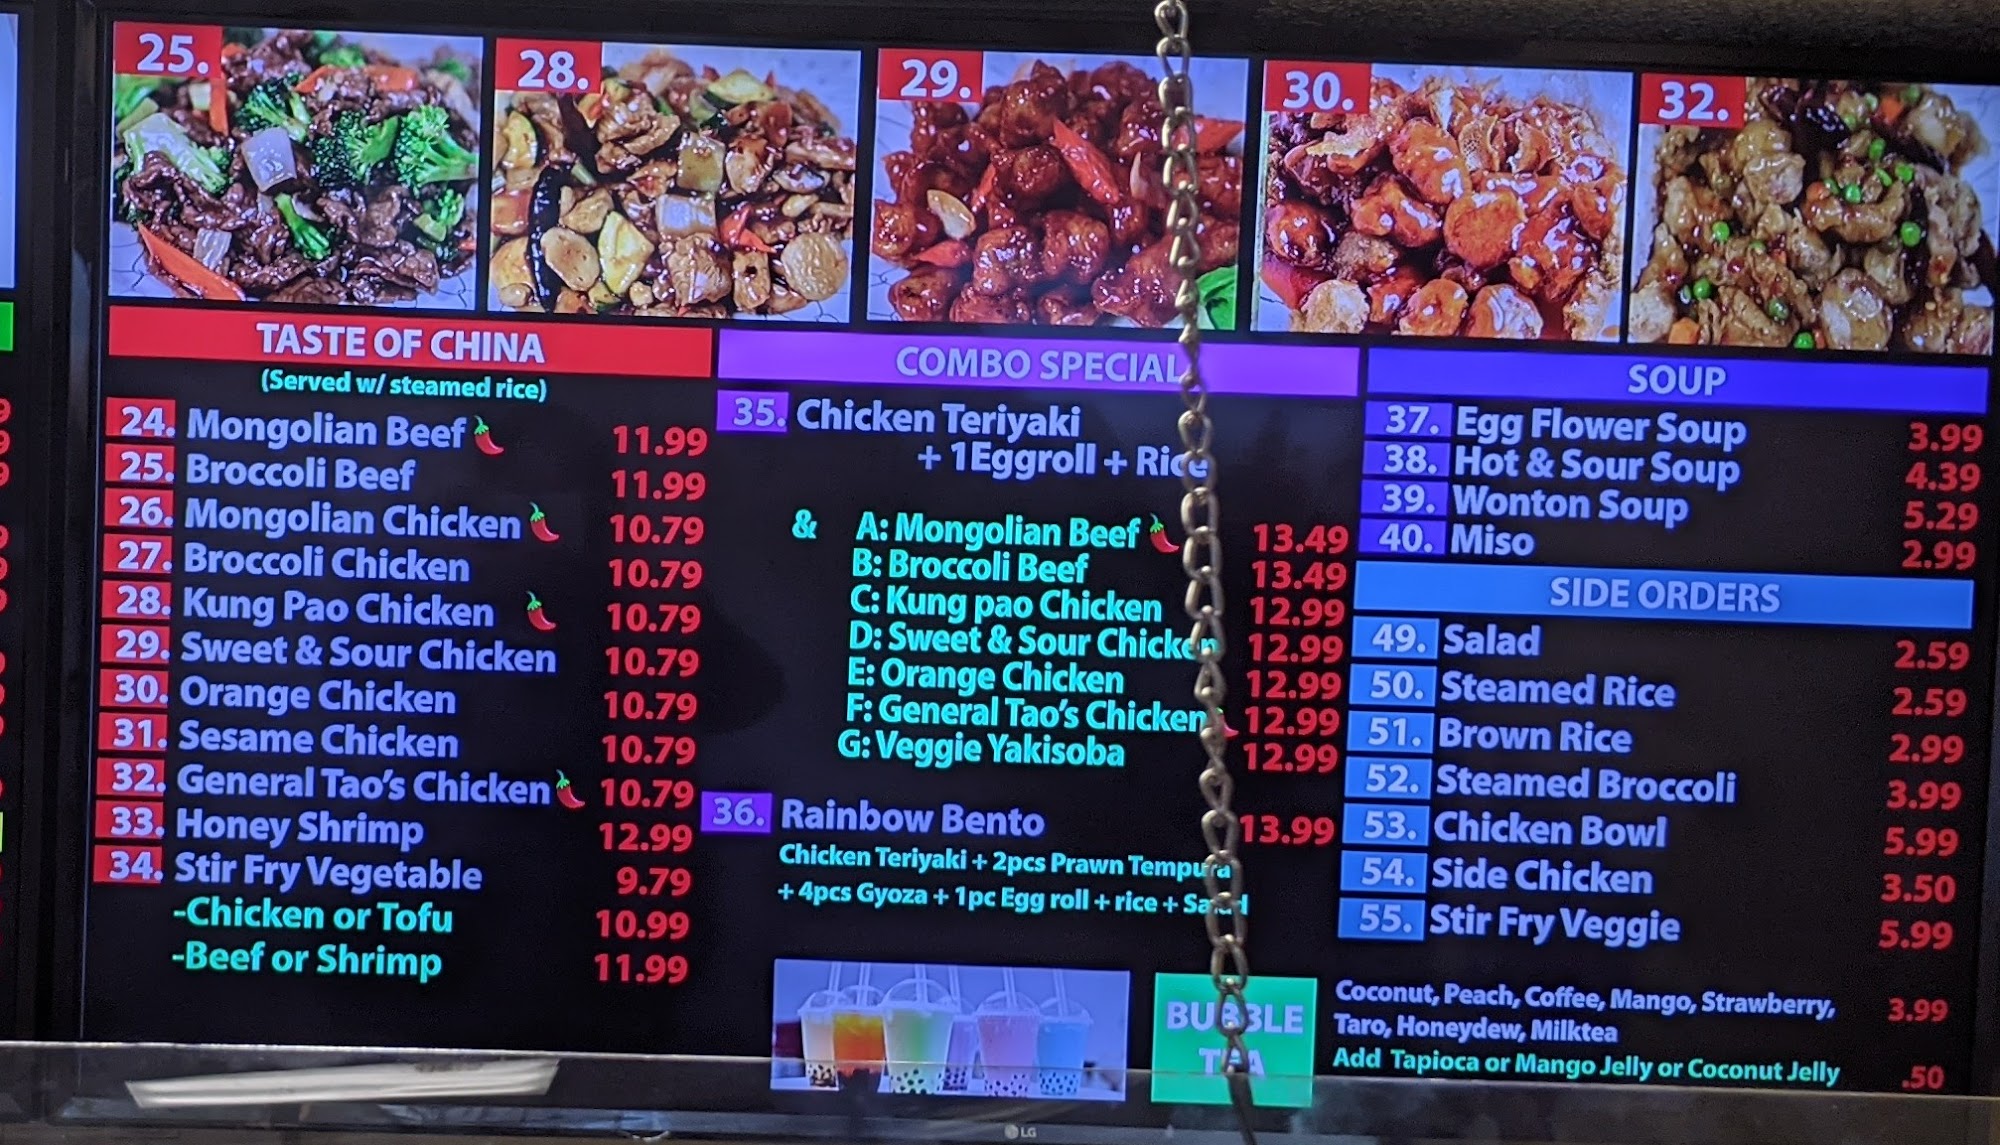 25.
28.
29.
30.
32.
TASTE OF CHINA
(Served w/ steamed rice)
24. Mongolian Beef 11.99
25. Broccoli Beef 11.99
26. Mongolian Chicken 10.79
27. Broccoli Chicken 10.79
28. Kung Pao Chicken 10.79
29. Sweet & Sour Chicken 10.79
30. Orange Chicken 10.79
31. Sesame Chicken 10.79
32. General Tao's Chicken 10.79
33. Honey Shrimp 12.99
34. Stir Fry Vegetable 9.79
-Chicken or Tofu 10.99
-Beef or Shrimp 11.99
COMBO SPECIAL
35. Chicken Teriyaki
+ 1Eggroll + Rice
& A: Mongolian Beef 13.49
B: Broccoli Beef 13.49
C: Kung pao Chicken 12.99
D: Sweet & Sour Chicken 12.99
E: Orange Chicken 12.99
F: General Tao's Chicken 12.99
G: Veggie Yakisoba 12.99
36. Rainbow Bento 13.99
Chicken Teriyaki + 2pcs Prawn Tempura
+ 4pcs Gyoza + 1pc Egg roll + rice + Salad
SOUP
37. Egg Flower Soup 3.99
38. Hot & Sour Soup 4.39
39. Wonton Soup 5.29
40. Miso 2.99
SIDE ORDERS
49. Salad 2.59
50. Steamed Rice 2.59
51. Brown Rice 2.99
52. Steamed Broccoli 3.99
53. Chicken Bowl 5.99
54. Side Chicken 3.50
55. Stir Fry Veggie 5.99
BUBBLE
TEA
Coconut, Peach, Coffee, Mango, Strawberry, 3.99
Taro, Honeydew, Milktea
Add Tapioca or Mango Jelly or Coconut Jelly .50
LG